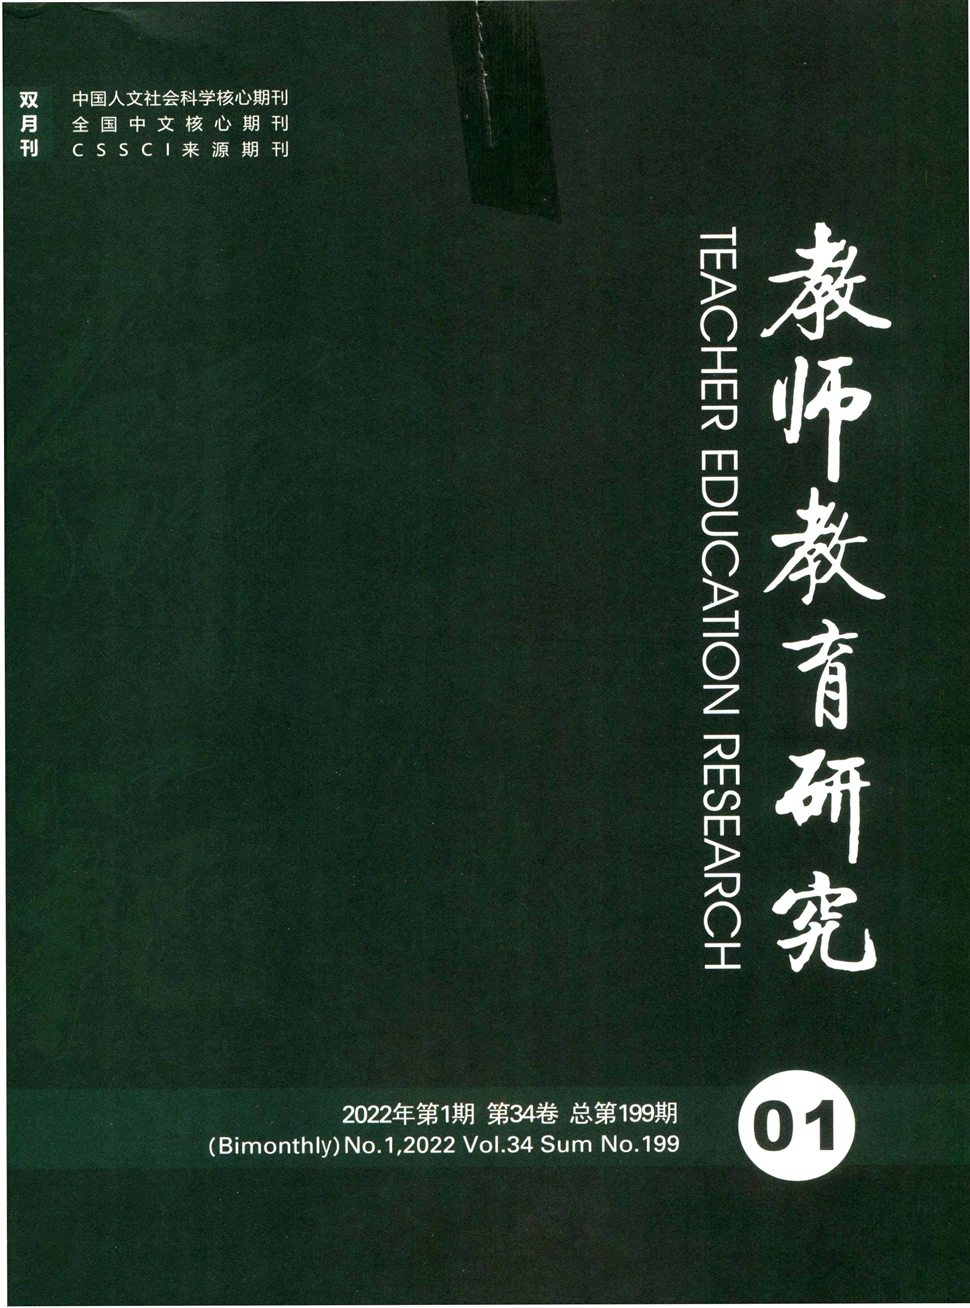 双月刊
中国人文社会科学核心期刊
全国中文核心期刊
CSSCI来源期刊
教师教育研究
TEACHER EDUCATION RESEARCH
2022年第1期 第34卷 总第199期
(Bimonthly)No.1,2022 Vol.34 Sum No.199
01